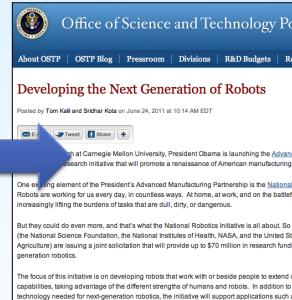 Office of Science and Technology Po
About OSTP OSTP Blog Pressroom Divisions R&D Budgets Re
Developing the Next Generation of Robots
Posted by Tom Kalil and Sridhar Kota on June 24, 2011 at 10:14 AM EDT
E- Tweet Share +
h at Carnegie Mellon University, President Obama is launching the Advan
search initiative that will promote a renaissance of American manufacturing
One ex element of the President's Advanced Manufacturing Partnership is the National
Robots are working for us every day, in countless ways. At home, at work, and on the battlef
increasingly lifting the burdens of tasks that are dull, dirty, or dangerous.
But they could do even more, and that's what the National Robotics Initiative is all about. So
(the National Science Foundation, the National Institutes of Health, NASA, and the United St
Agriculture) are issuing a joint solicitation that will provide up to $70 million in research fundi
generation robotics.
The focus of this initiative is on developing robots that work with or beside people to extend o
capabilities, taking advantage of the different strengths of humans and robots. In addition to
technology needed for next-generation robotics, the initiative will support applications such a